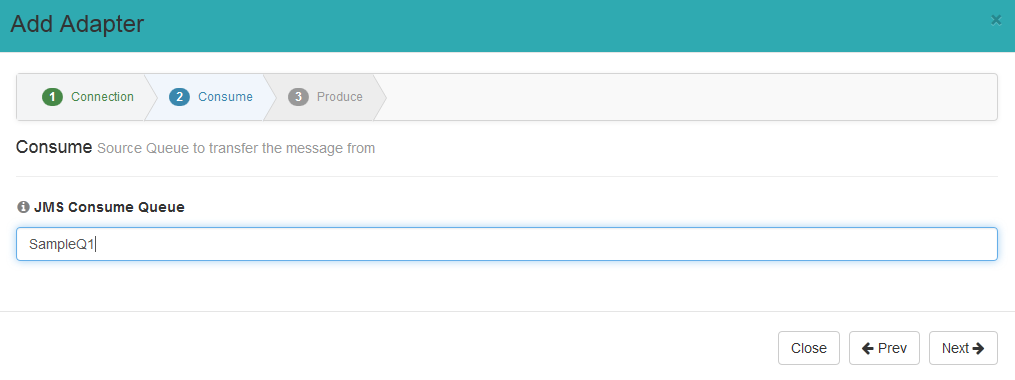 Add Adapter ×
1 Connection 2 Consume 3 Produce
Consume Source Queue to transfer the message from
JMS Consume Queue
SampleQ1
Close Prev Next